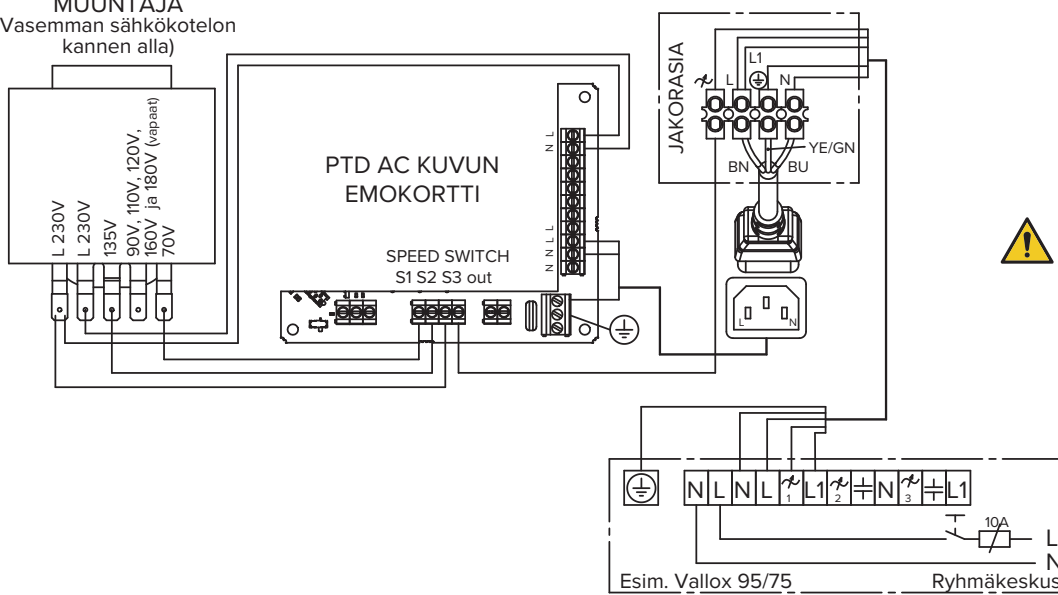 MUUNTAJA
(Vasemman sähkökotelon
kannen alla)
L 230V
L 230V
135V
90V, 110V, 120V,
160V ja 180V (vapaat)
70V
PTD AC KUVUN
EMOKORTTI
SPEED SWITCH
S1 S2 S3 out
N L
N N L L
JAKORASIA
L L1 N
YE/GN
BN BU
L N
N L N L 1 L1 2 N 3 L1
10A
L
N
Esim. Vallox 95/75
Ryhmäkeskus